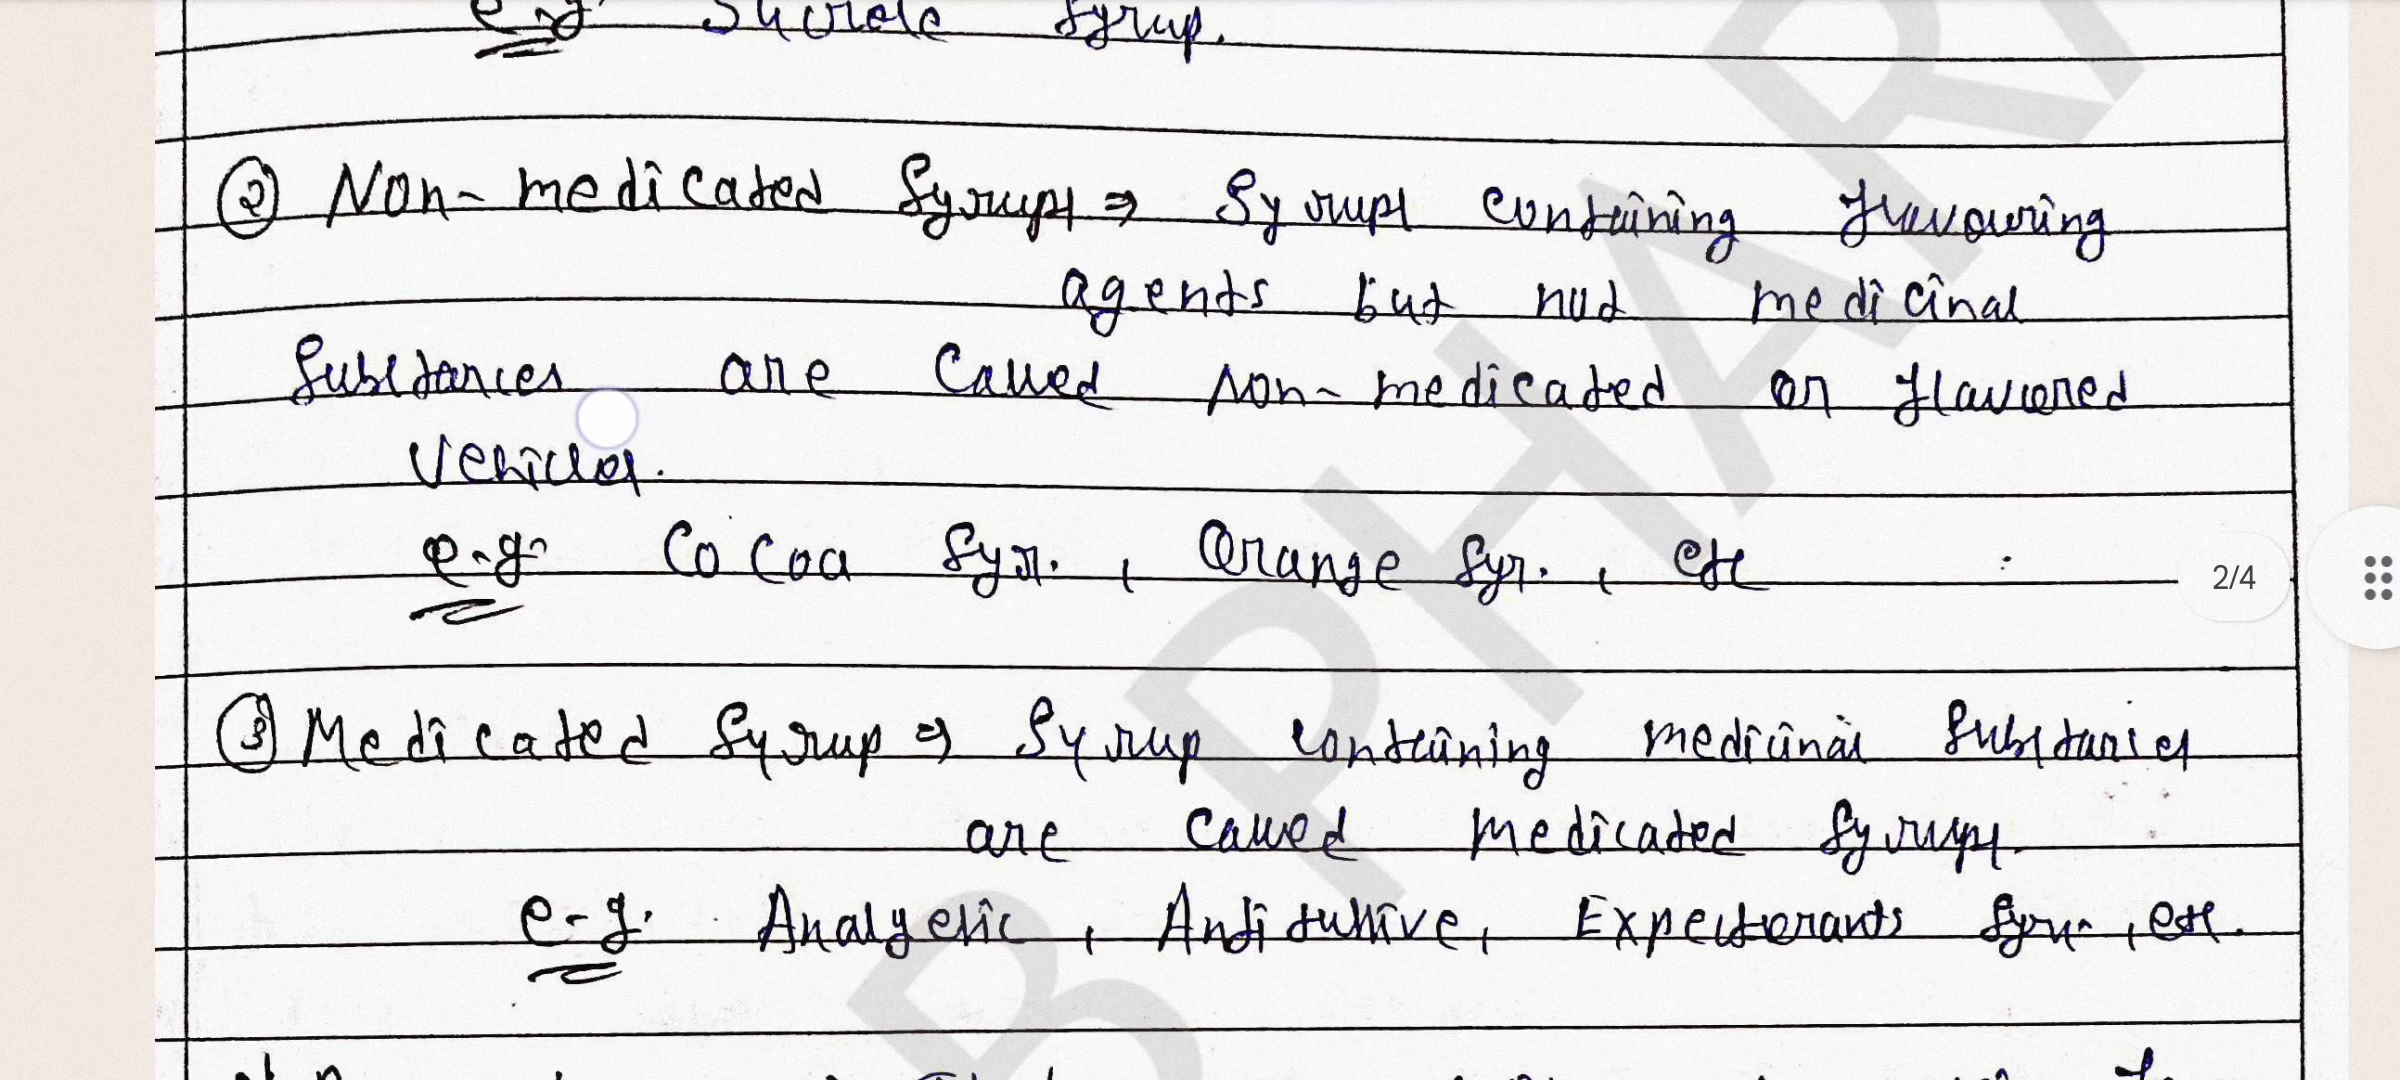 e.g. Sucrose Syrup.
② Non-medicated Syrups ⇒ Syrups containing flavouring
agents but not medicinal
Substances are Called Non-medicated or flavored
Vehicles.
e.g. Cocoa Syr., Orange Syr., etc
2/4
③ Medicated Syrup ⇒ Syrup containing medicinal Substances
are called medicated Syrups.
e.g. Analgesic, Antitussive, Expectorants Syr., etc.
B PHAR